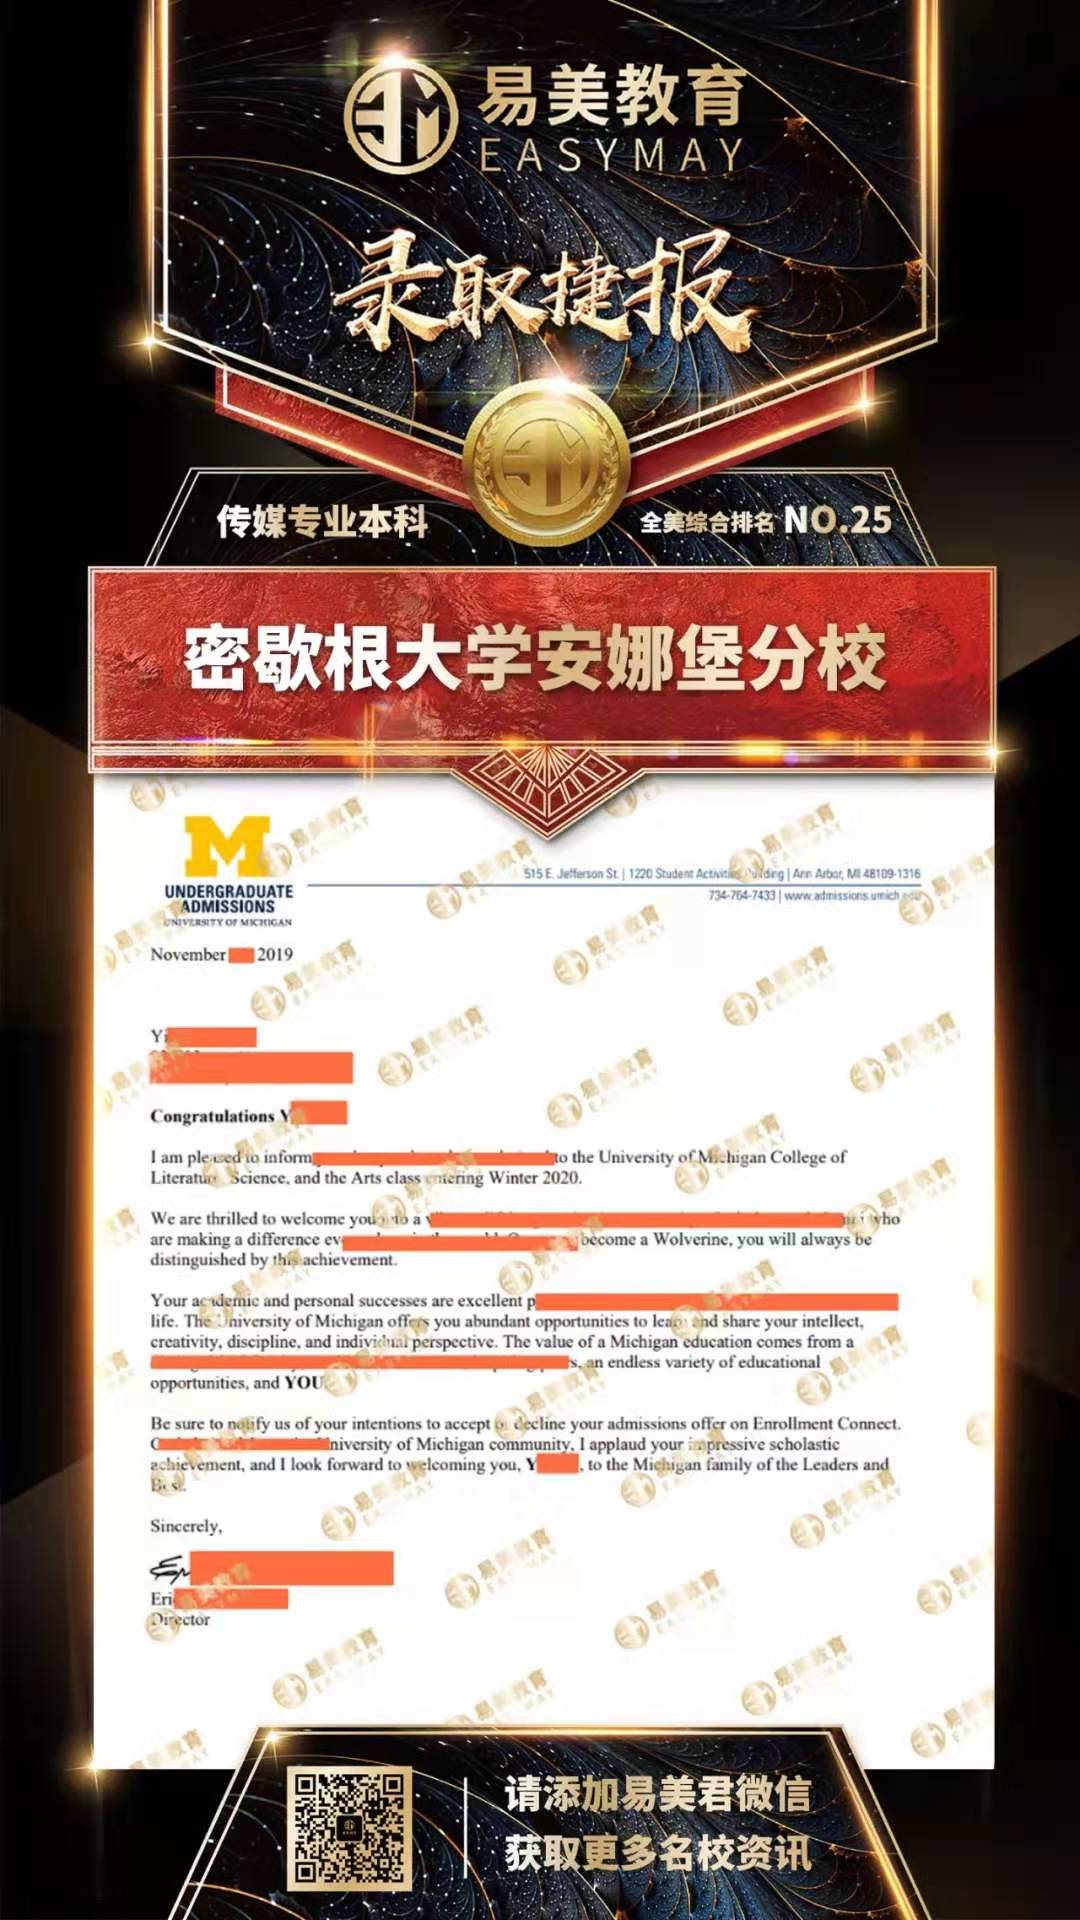 易美教育
EASYMAY
录取捷报
传媒专业本科
全美综合排名 NO.25
密歇根大学安娜堡分校
M
UNDERGRADUATE
ADMISSIONS
UNIVERSITY OF MICHIGAN
515 E. Jefferson St. | 1220 Student Activities Building | Ann Arbor, MI 48109-1316
734-764-7433 | www.admissions.umich.edu
November 2019
Yi
Congratulations Y
I am pleased to inform to the University of Michigan College of
Literature, Science, and the Arts class entering Winter 2020.
We are thrilled to welcome you into a who
are making a difference become a Wolverine, you will always be
distinguished by this achievement.
Your academic and personal successes are excellent p
life. The University of Michigan offers you abundant opportunities to learn and share your intellect,
creativity, discipline, and individual perspective. The value of a Michigan education comes from a
an endless variety of educational
opportunities, and YOU
Be sure to notify us of your intentions to accept or decline your admissions offer on Enrollment Connect.
niversity of Michigan community, I applaud your impressive scholastic
achievement, and I look forward to welcoming you, Y , to the Michigan family of the Leaders and
Best.
Sincerely,
Eri
Director
请添加易美君微信
获取更多名校资讯